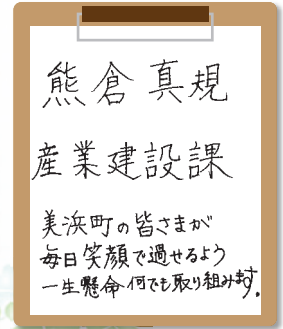 熊倉真規
産業建設課
美浜町の皆さまが
毎日笑顔で過せるよう
一生懸命何でも取り組みます。